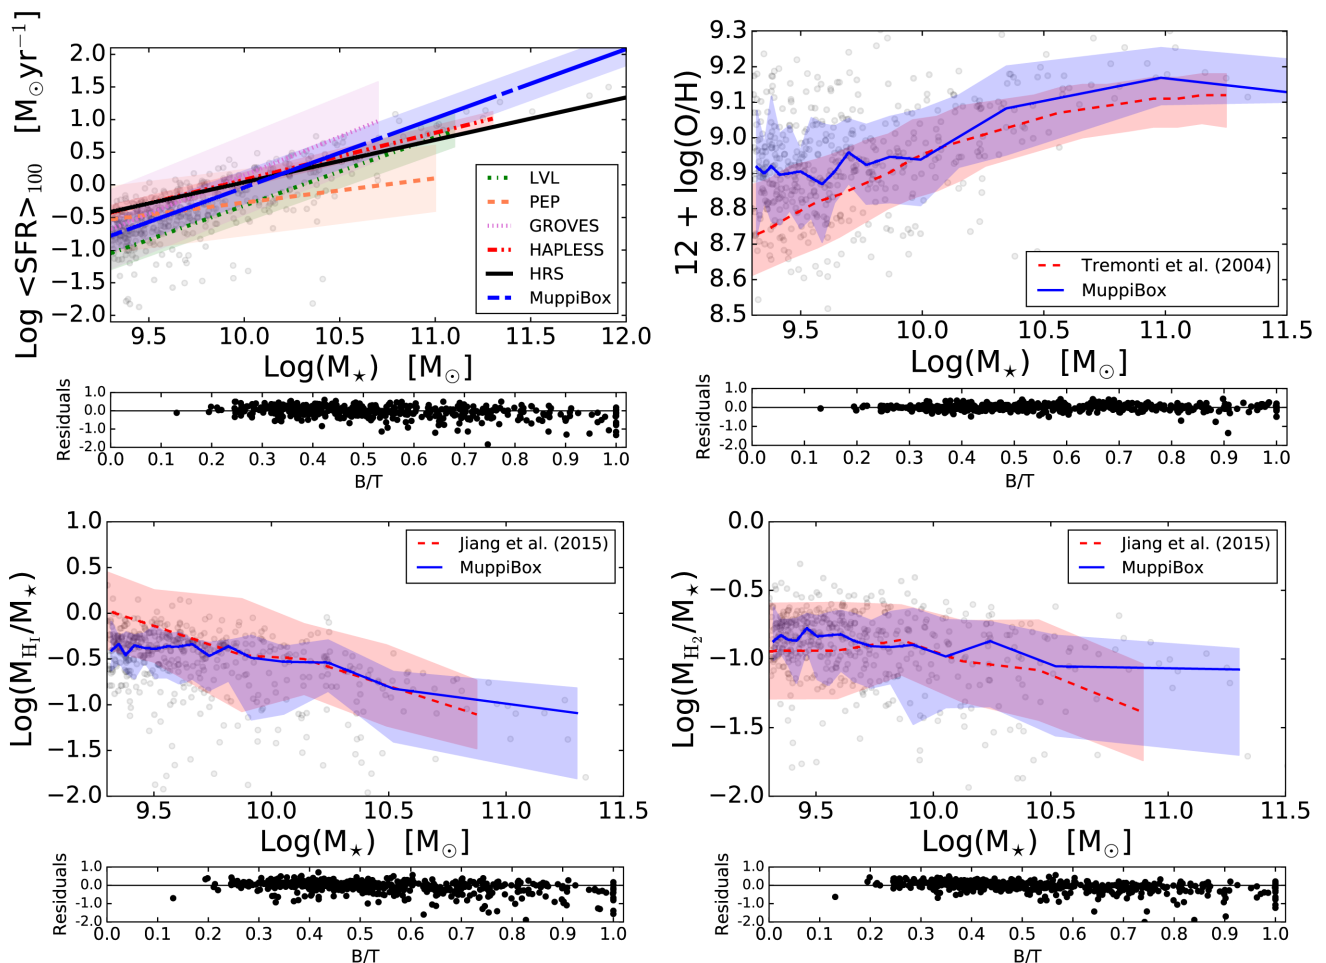 Log <SFR>₁₀₀ [M⊙yr⁻¹]
2.0
1.5
1.0
0.5
0.0
−0.5
−1.0
−1.5
−2.0
LVL
PEP
GROVES
HAPLESS
HRS
MuppiBox
9.5 10.0 10.5 11.0 11.5 12.0
Log(M⋆) [M⊙]
Residuals
1.0
0.0
-1.0
-2.0
0.0 0.1 0.2 0.3 0.4 0.5 0.6 0.7 0.8 0.9 1.0
B/T
12 + log(O/H)
9.3
9.2
9.1
9.0
8.9
8.8
8.7
8.6
8.5
Tremonti et al. (2004)
MuppiBox
9.5 10.0 10.5 11.0 11.5
Log(M⋆) [M⊙]
Residuals
1.0
0.0
-1.0
-2.0
0.0 0.1 0.2 0.3 0.4 0.5 0.6 0.7 0.8 0.9 1.0
B/T
Log(M_HI/M⋆)
1.0
0.5
0.0
−0.5
−1.0
−1.5
−2.0
Jiang et al. (2015)
MuppiBox
9.5 10.0 10.5 11.0 11.5
Log(M⋆) [M⊙]
Residuals
1.0
0.0
-1.0
-2.0
0.0 0.1 0.2 0.3 0.4 0.5 0.6 0.7 0.8 0.9 1.0
B/T
Log(M_H₂/M⋆)
0.0
−0.5
−1.0
−1.5
−2.0
Jiang et al. (2015)
MuppiBox
9.5 10.0 10.5 11.0 11.5
Log(M⋆) [M⊙]
Residuals
1.0
0.0
-1.0
-2.0
0.0 0.1 0.2 0.3 0.4 0.5 0.6 0.7 0.8 0.9 1.0
B/T